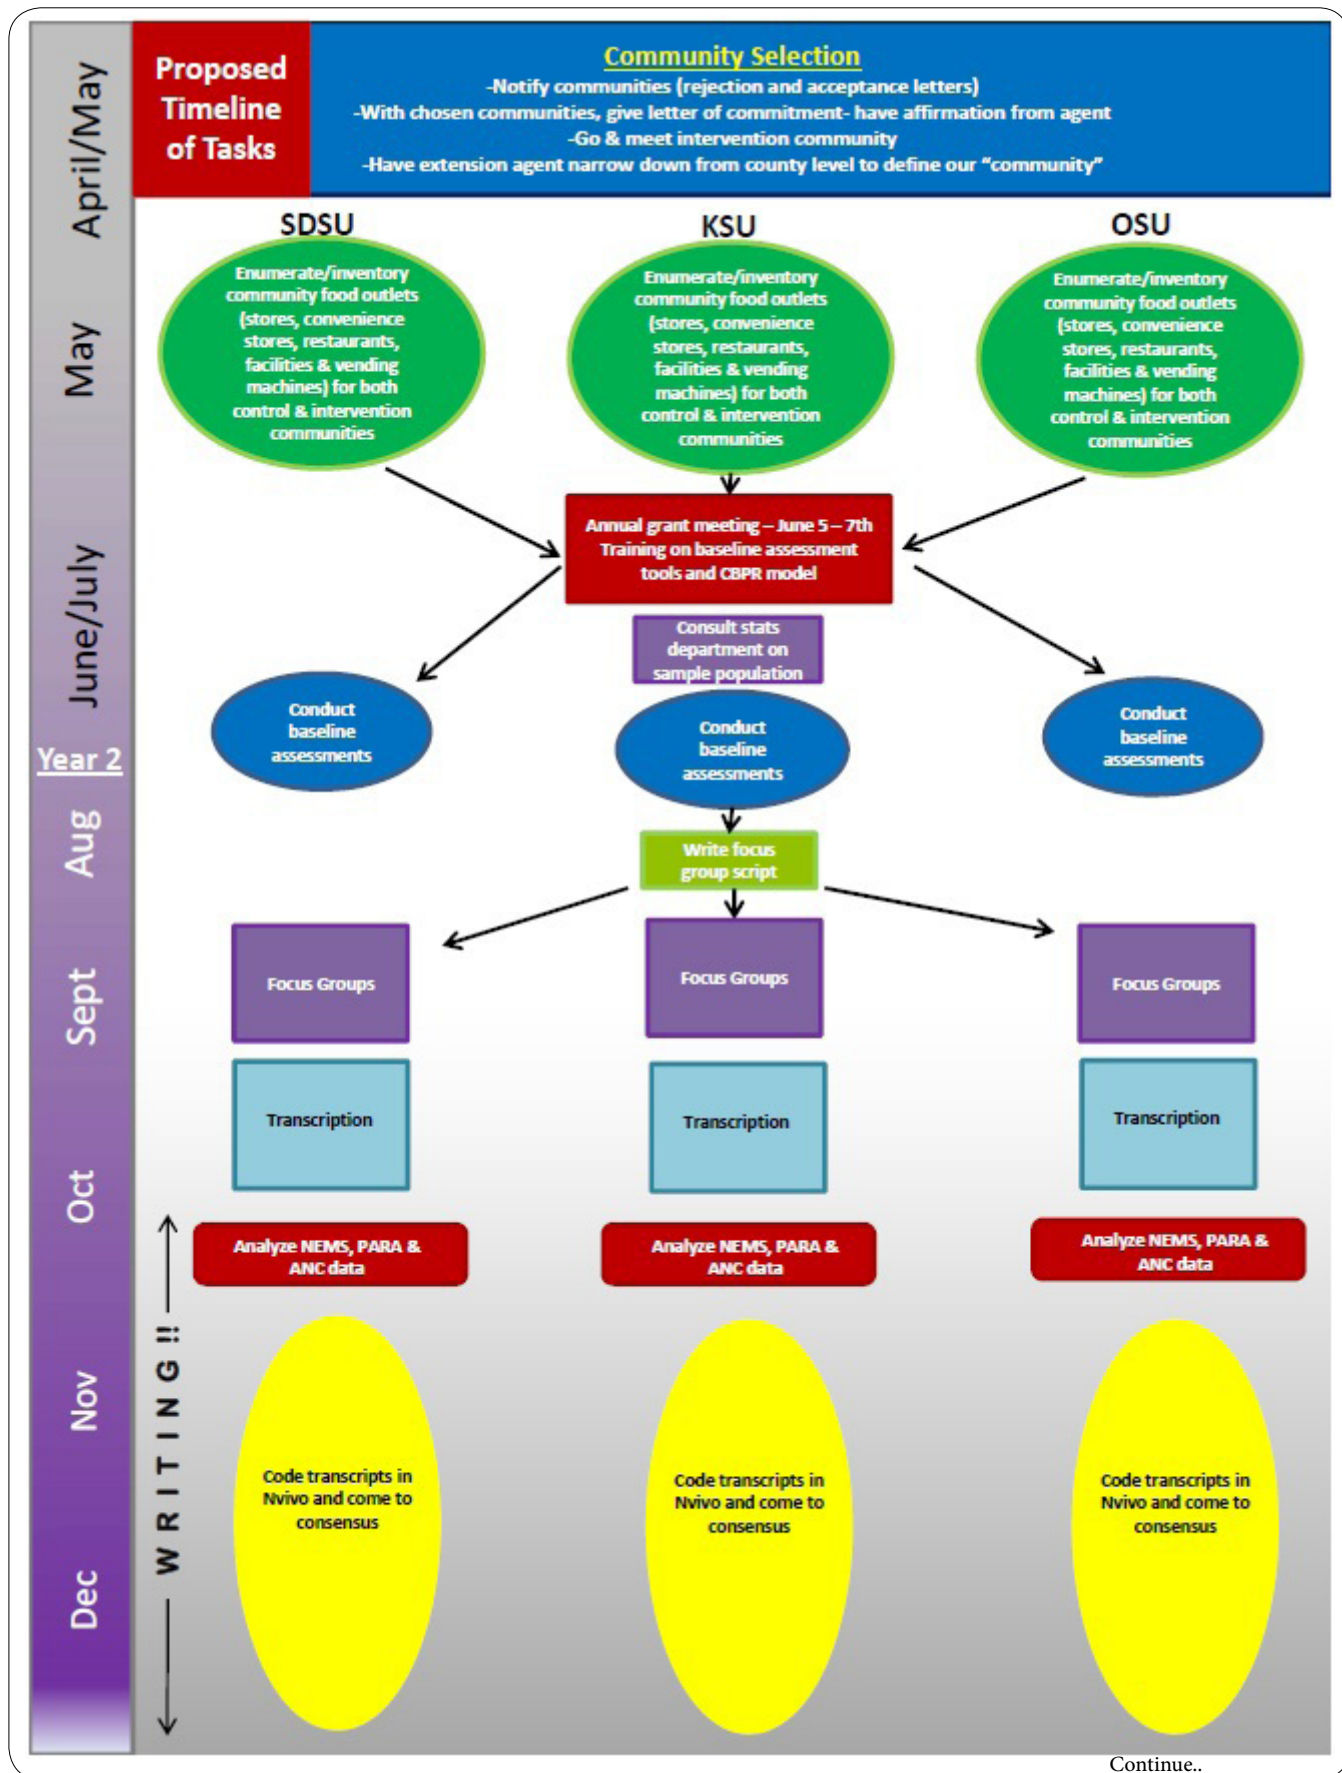 Proposed
Timeline
of Tasks
Community Selection
-Notify communities (rejection and acceptance letters)
-With chosen communities, give letter of commitment- have affirmation from agent
-Go & meet intervention community
-Have extension agent narrow down from county level to define our “community”
April/May
May
June/July
Year 2
Aug
Sept
Oct
Nov
Dec
SDSU
KSU
OSU
Enumerate/inventory
community food outlets
(stores, convenience
stores, restaurants,
facilities & vending
machines) for both
control & intervention
communities
Enumerate/inventory
community food outlets
(stores, convenience
stores, restaurants,
facilities & vending
machines) for both
control & intervention
communities
Enumerate/inventory
community food outlets
(stores, convenience
stores, restaurants,
facilities & vending
machines) for both
control & intervention
communities
Annual grant meeting – June 5 – 7th
Training on baseline assessment
tools and CBPR model
Consult stats
department on
sample population
Conduct
baseline
assessments
Conduct
baseline
assessments
Conduct
baseline
assessments
Write focus
group script
Focus Groups
Focus Groups
Focus Groups
Transcription
Transcription
Transcription
Analyze NEMS, PARA &
ANC data
Analyze NEMS, PARA &
ANC data
Analyze NEMS, PARA &
ANC data
WRITING!!
Code transcripts in
Nvivo and come to
consensus
Code transcripts in
Nvivo and come to
consensus
Code transcripts in
Nvivo and come to
consensus
Continue..